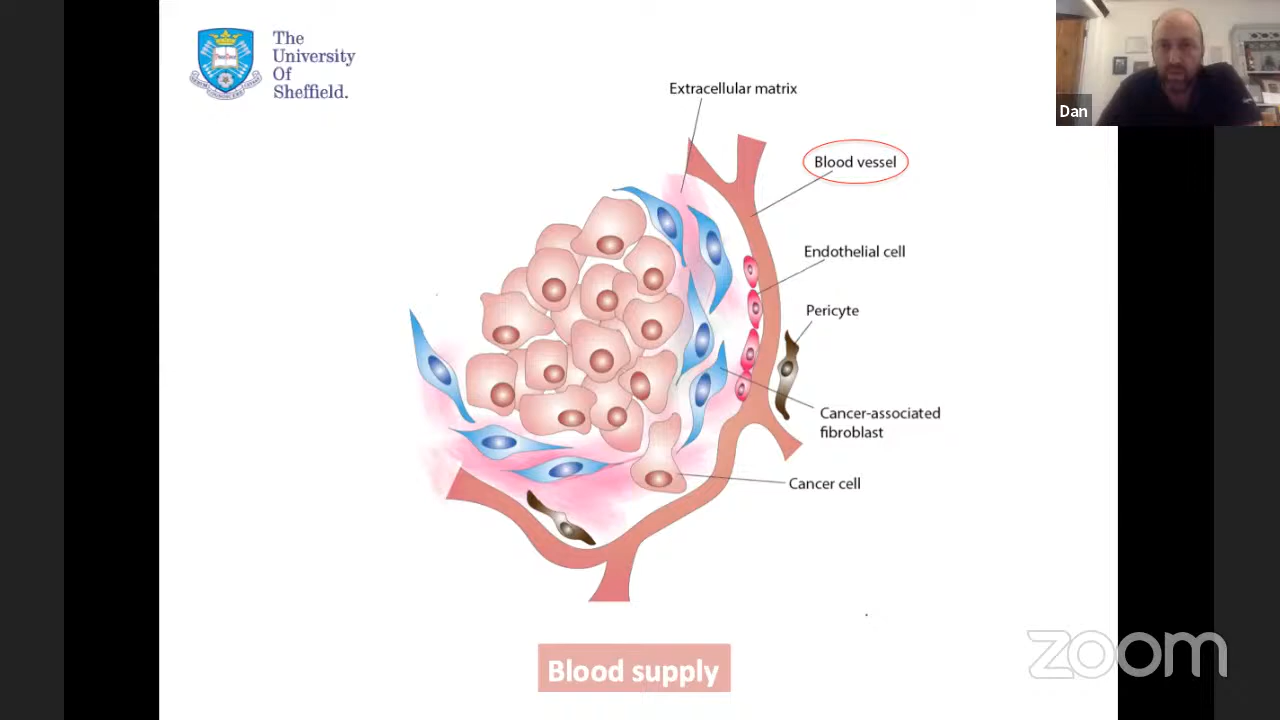 The
University
Of
Sheffield.
Dan
Extracellular matrix
Blood vessel
Endothelial cell
Pericyte
Cancer-associated
fibroblast
Cancer cell
Blood supply
zoom